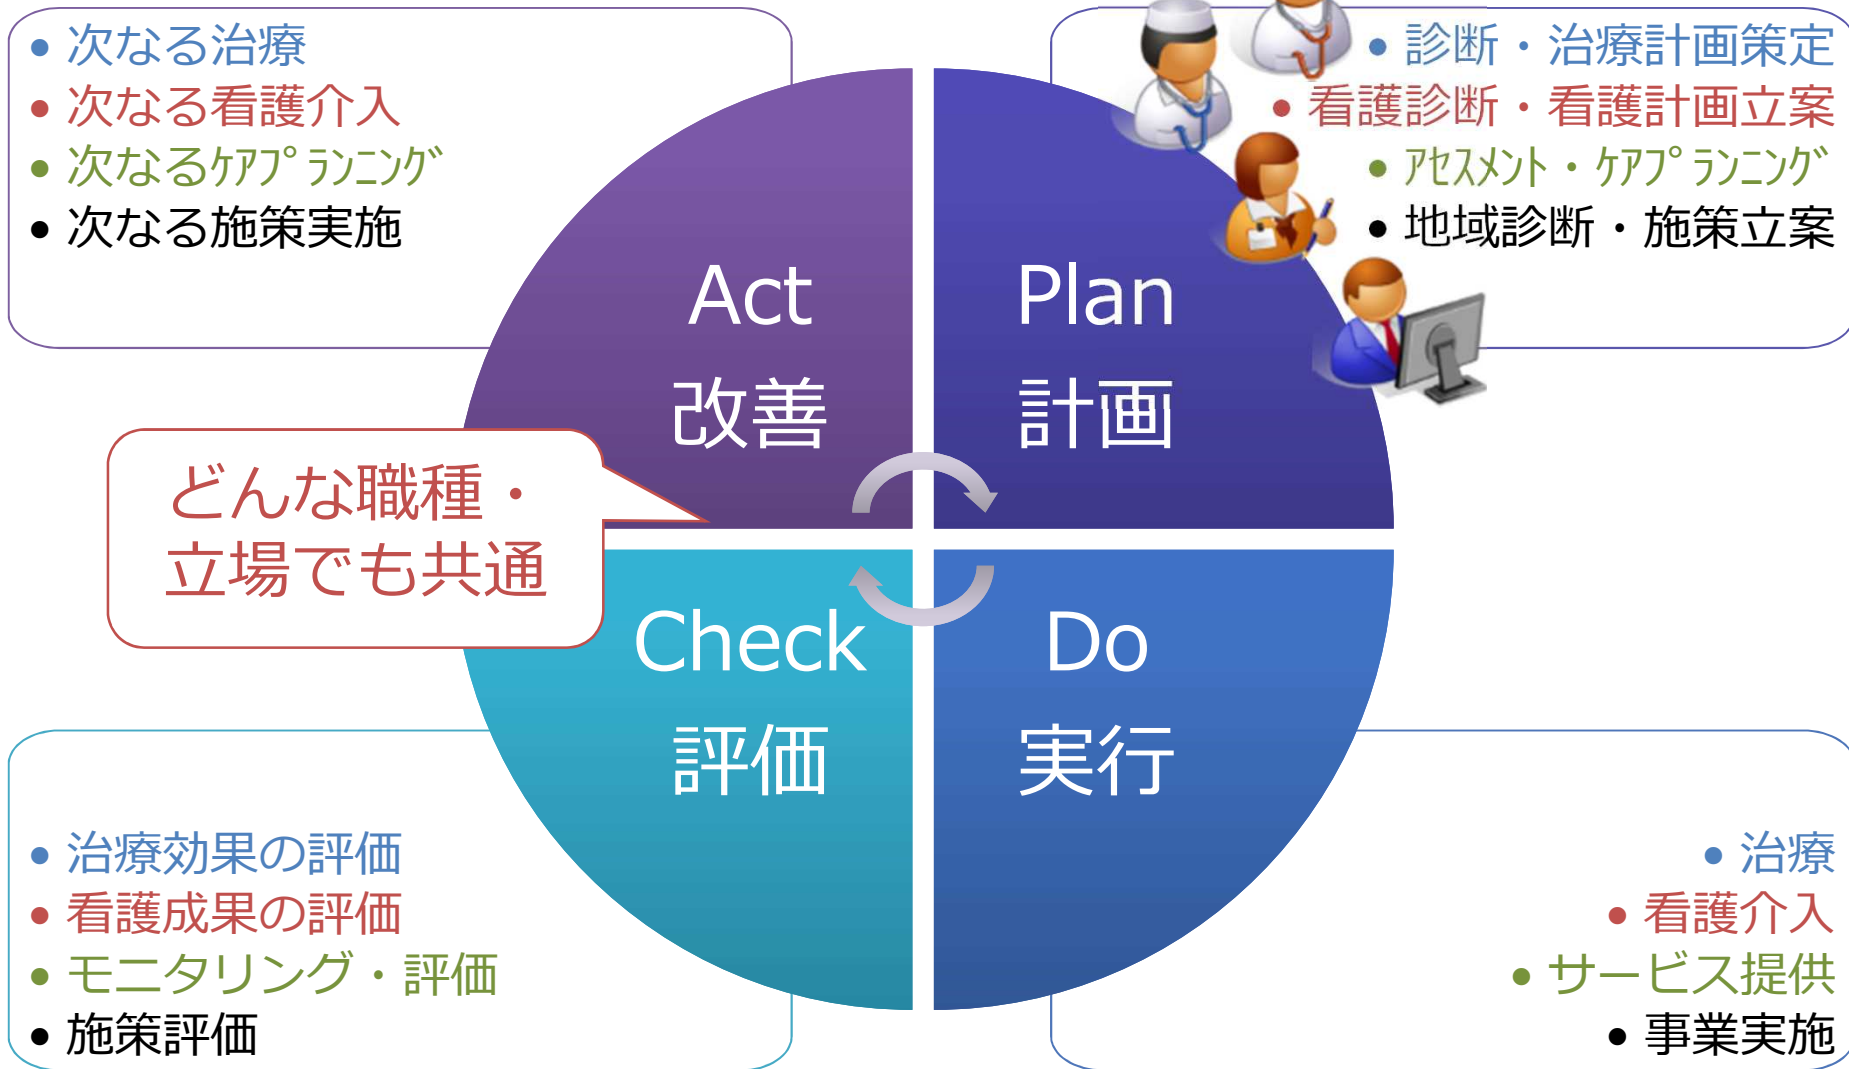 • 次なる治療
• 次なる看護介入
• 次なるｹｱﾌﾟﾗﾝﾆﾝｸﾞ
• 次なる施策実施
• 診断・治療計画策定
• 看護診断・看護計画立案
• ｱｾｽﾒﾝﾄ・ｹｱﾌﾟﾗﾝﾆﾝｸﾞ
• 地域診断・施策立案
Act
改善
Plan
計画
どんな職種・
立場でも共通
Check
評価
Do
実行
• 治療効果の評価
• 看護成果の評価
• モニタリング・評価
• 施策評価
• 治療
• 看護介入
• サービス提供
• 事業実施